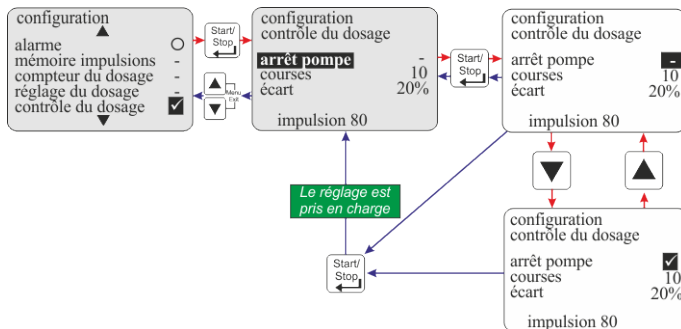 configuration
alarme
mémoire impulsions -
compteur du dosage -
réglage du dosage -
contrôle du dosage
Start/
Stop
Menu
Exit
configuration
contrôle du dosage
arrêt pompe -
courses 10
écart 20%
impulsion 80
Start/
Stop
configuration
contrôle du dosage
arrêt pompe -
courses 10
écart 20%
impulsion 80
Le réglage est
pris en charge
Start/
Stop
configuration
contrôle du dosage
arrêt pompe
courses 10
écart 20%
impulsion 80